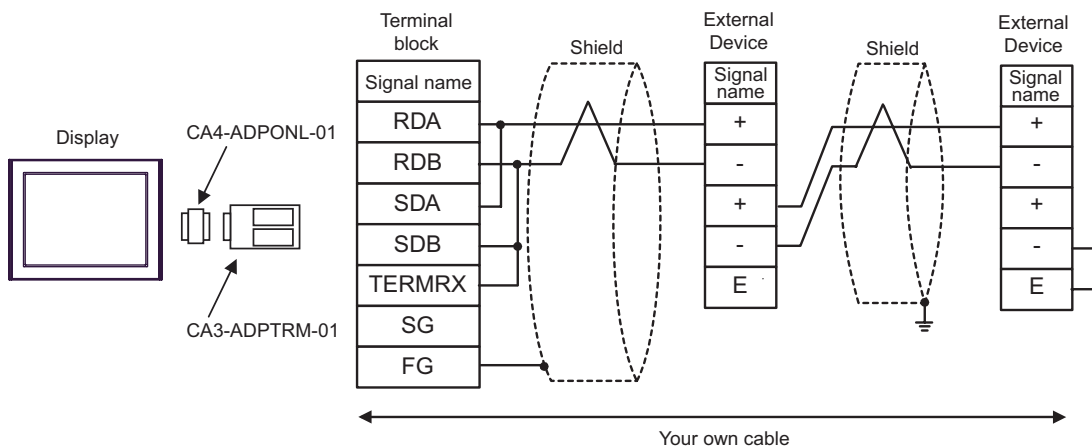 Display
CA4-ADPONL-01
CA3-ADPTRM-01
Terminal
block
Signal name
RDA
RDB
SDA
SDB
TERMRX
SG
FG
Shield
External
Device
Signal
name
+
-
+
-
E
Shield
External
Device
Signal
name
+
-
+
-
E
Your own cable